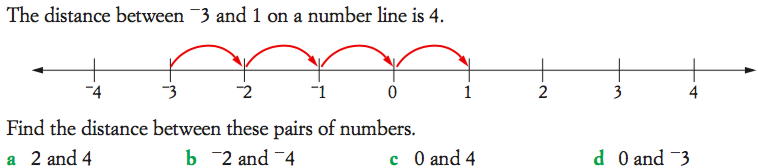 The distance between ⁻3 and 1 on a number line is 4.
⁻4 ⁻3 ⁻2 ⁻1 0 1 2 3 4
Find the distance between these pairs of numbers.
a 2 and 4 b ⁻2 and ⁻4 c 0 and 4 d 0 and ⁻3